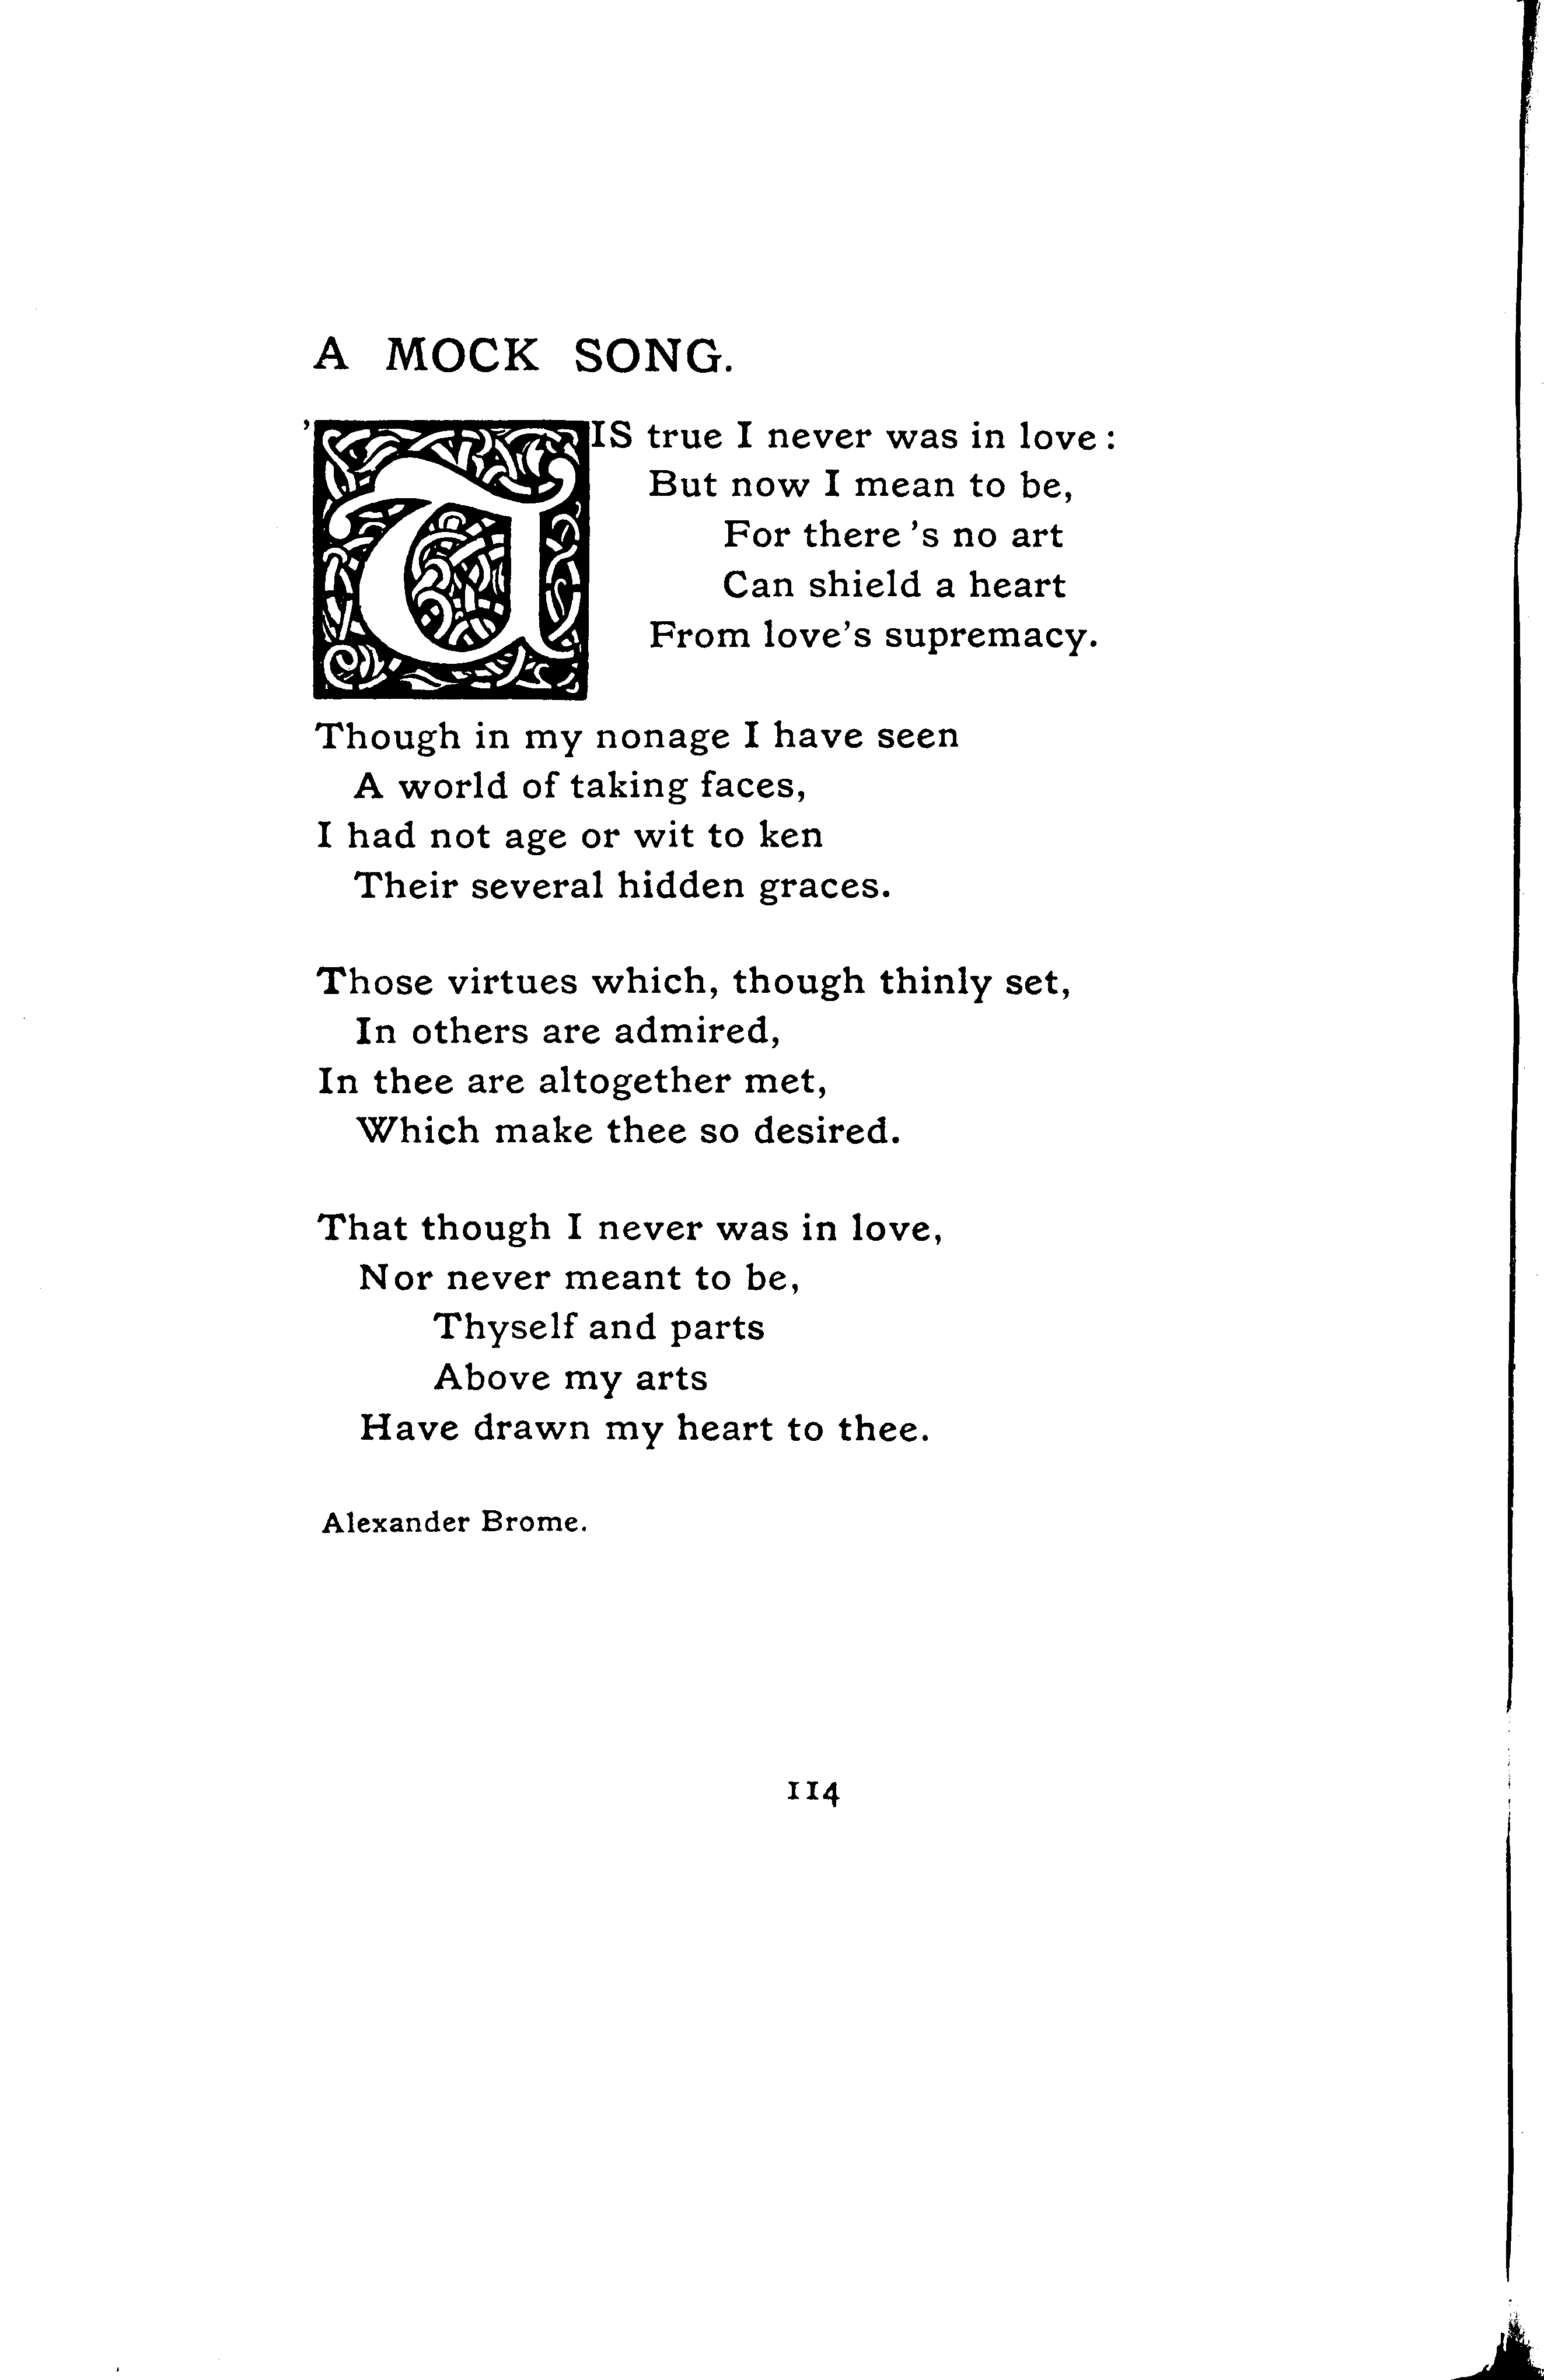 A MOCK SONG.
'TIS true I never was in love:
But now I mean to be,
For there 's no art
Can shield a heart
From love's supremacy.
Though in my nonage I have seen
A world of taking faces,
I had not age or wit to ken
Their several hidden graces.
Those virtues which, though thinly set,
In others are admired,
In thee are altogether met,
Which make thee so desired.
That though I never was in love,
Nor never meant to be,
Thyself and parts
Above my arts
Have drawn my heart to thee.
Alexander Brome.
114